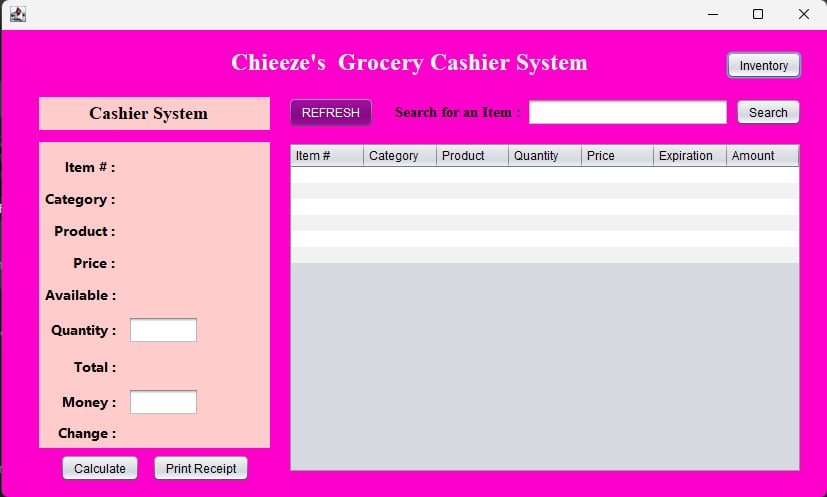 Chieeze's  Grocery Cashier System
Inventory
Cashier System
REFRESH
Search for an Item :
Search
Item # :
Category :
Product :
Price :
Available :
Quantity :
Total :
Money :
Change :
Calculate
Print Receipt
Item # Category Product Quantity Price Expiration Amount